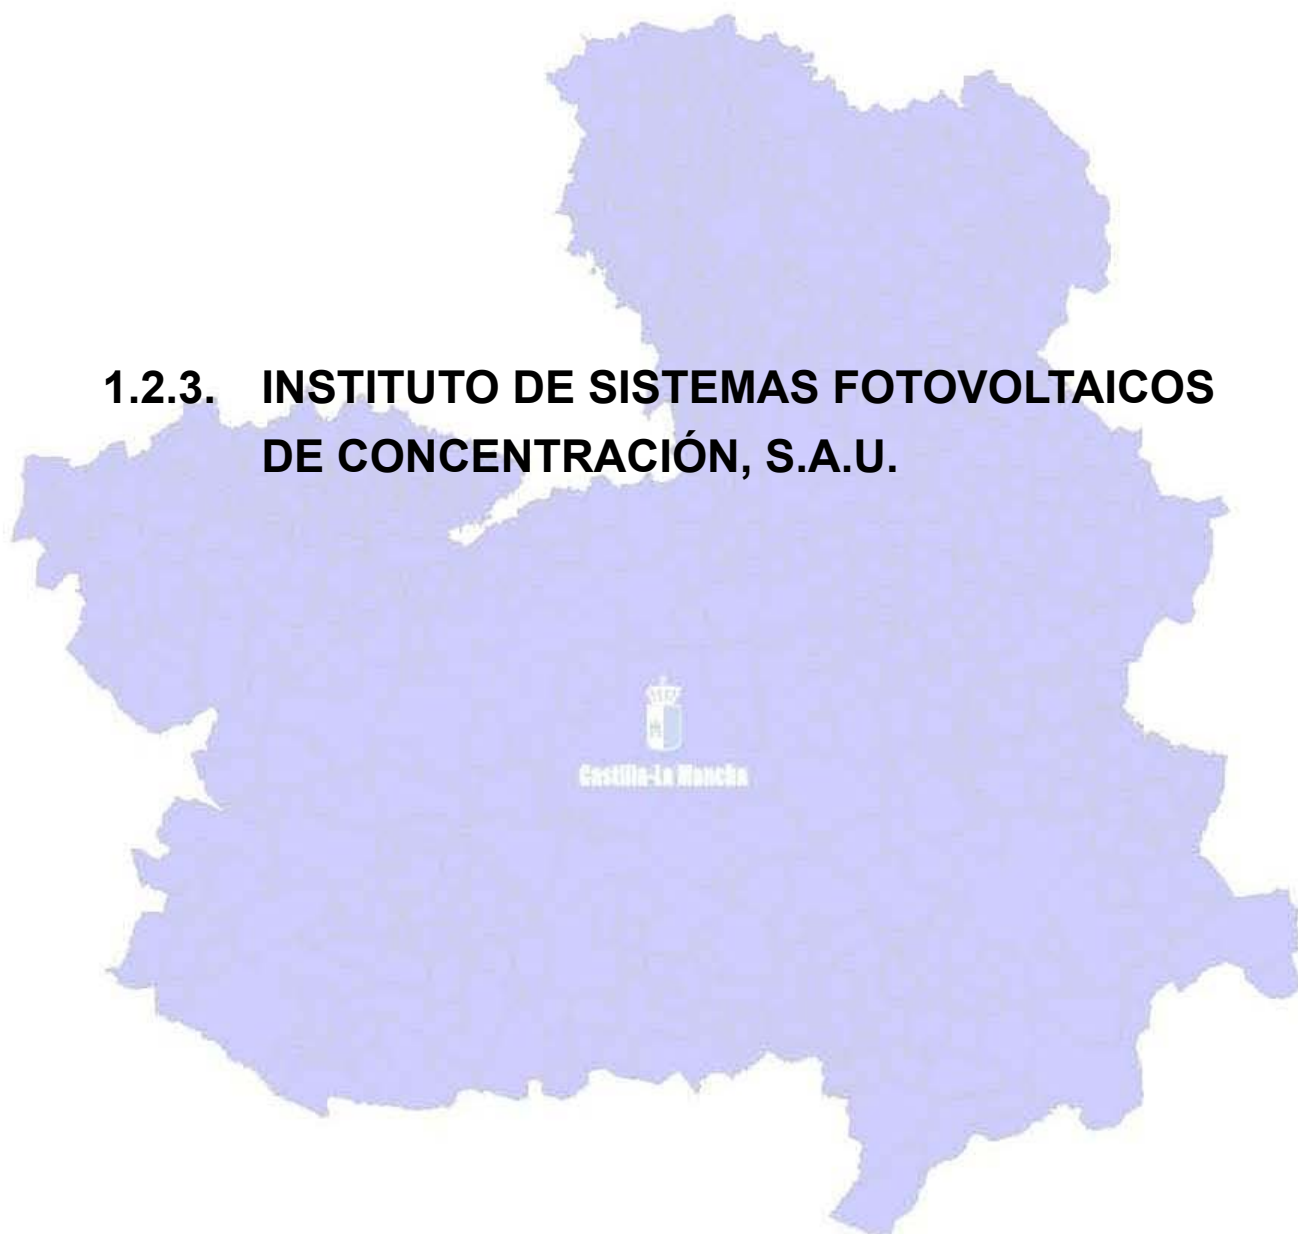 1.2.3. INSTITUTO DE SISTEMAS FOTOVOLTAICOS
DE CONCENTRACIÓN, S.A.U.
Castilla-La Mancha